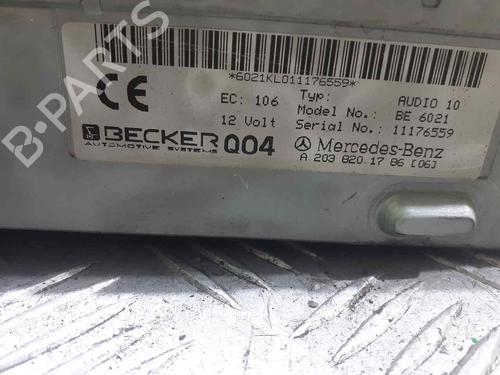 B-PARTS
*6021KL011176559*
CE
EC: 106 Typ: AUDIO 10
Model No.: BE 6021
12 Volt Serial No.: 11176559
BECKER
AUTOMOTIVE SYSTEMS
Q04
Mercedes-Benz
A 203 820 17 86 [06]